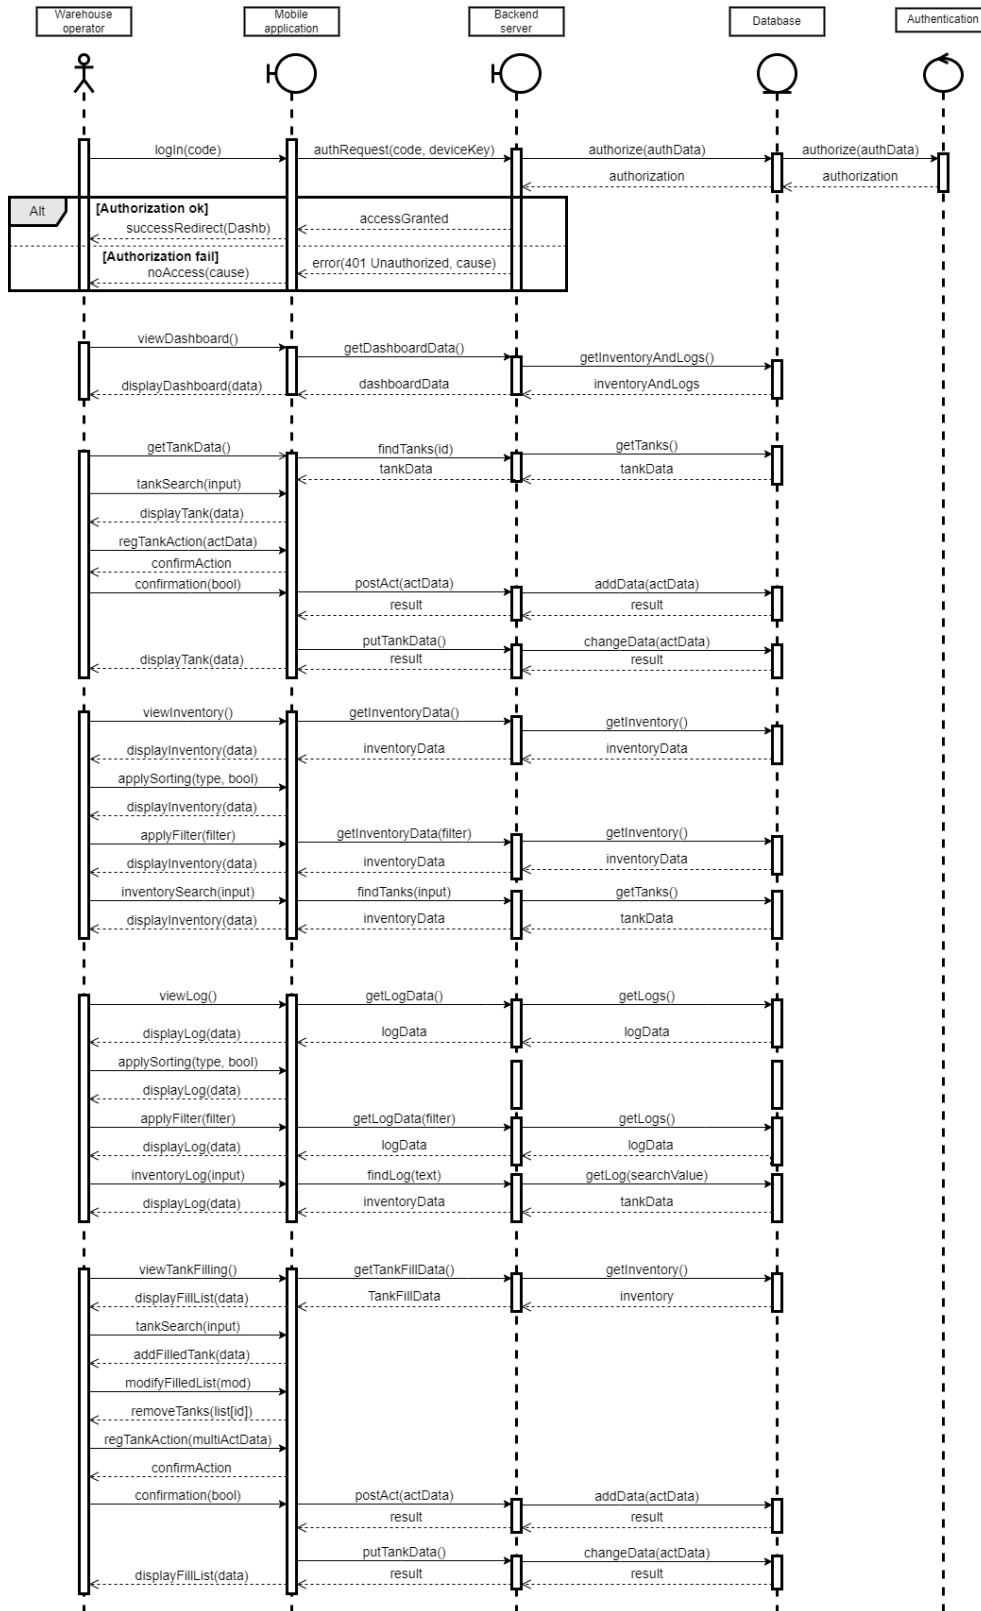 Warehouse
operator
Mobile
application
Backend
server
Database
Authentication
logIn(code)
authRequest(code, deviceKey)
authorize(authData)
authorize(authData)
authorization
authorization
Alt
[Authorization ok]
accessGranted
successRedirect(Dashb)
[Authorization fail]
error(401 Unauthorized, cause)
noAccess(cause)
viewDashboard()
getDashboardData()
getInventoryAndLogs()
displayDashboard(data)
dashboardData
inventoryAndLogs
getTankData()
findTanks(id)
getTanks()
tankData
tankData
tankSearch(input)
displayTank(data)
regTankAction(actData)
confirmAction
confirmation(bool)
postAct(actData)
addData(actData)
result
result
putTankData()
changeData(actData)
displayTank(data)
result
result
viewInventory()
getInventoryData()
getInventory()
displayInventory(data)
inventoryData
inventoryData
applySorting(type, bool)
displayInventory(data)
applyFilter(filter)
getInventoryData(filter)
getInventory()
displayInventory(data)
inventoryData
inventoryData
inventorySearch(input)
findTanks(input)
getTanks()
displayInventory(data)
inventoryData
tankData
viewLog()
getLogData()
getLogs()
displayLog(data)
logData
logData
applySorting(type, bool)
displayLog(data)
applyFilter(filter)
getLogData(filter)
getLogs()
displayLog(data)
logData
logData
inventoryLog(input)
findLog(text)
getLog(searchValue)
displayLog(data)
inventoryData
tankData
viewTankFilling()
getTankFillData()
getInventory()
displayFillList(data)
TankFillData
inventory
tankSearch(input)
addFilledTank(data)
modifyFilledList(mod)
removeTanks(list[id])
regTankAction(multiActData)
confirmAction
confirmation(bool)
postAct(actData)
addData(actData)
result
result
putTankData()
changeData(actData)
displayFillList(data)
result
result